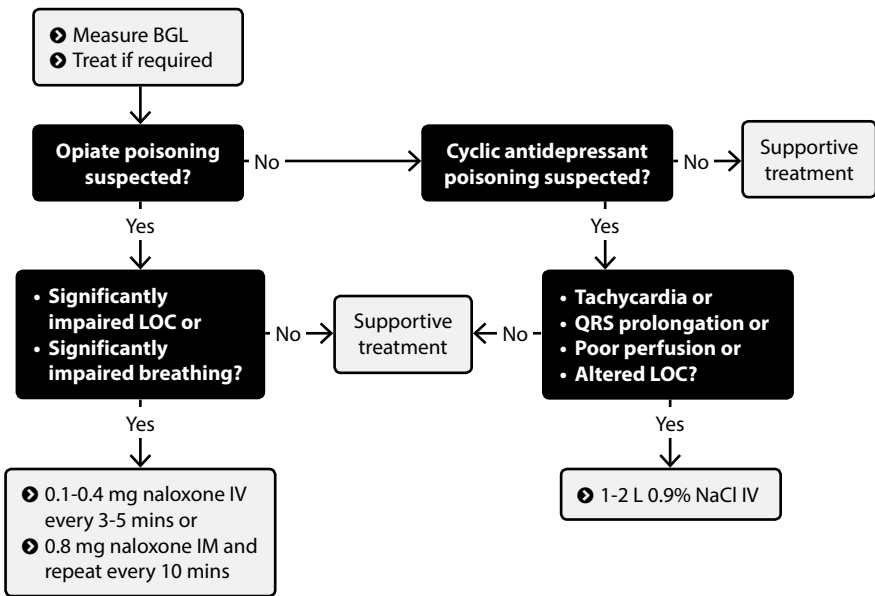 Measure BGL
Treat if required
Opiate poisoning
suspected?
No
Cyclic antidepressant
poisoning suspected?
No
Supportive
treatment
Yes
Yes
• Significantly
impaired LOC or
• Significantly
impaired breathing?
No
Supportive
treatment
No
• Tachycardia or
• QRS prolongation or
• Poor perfusion or
• Altered LOC?
Yes
Yes
0.1-0.4 mg naloxone IV
every 3-5 mins or
0.8 mg naloxone IM and
repeat every 10 mins
1-2 L 0.9% NaCl IV